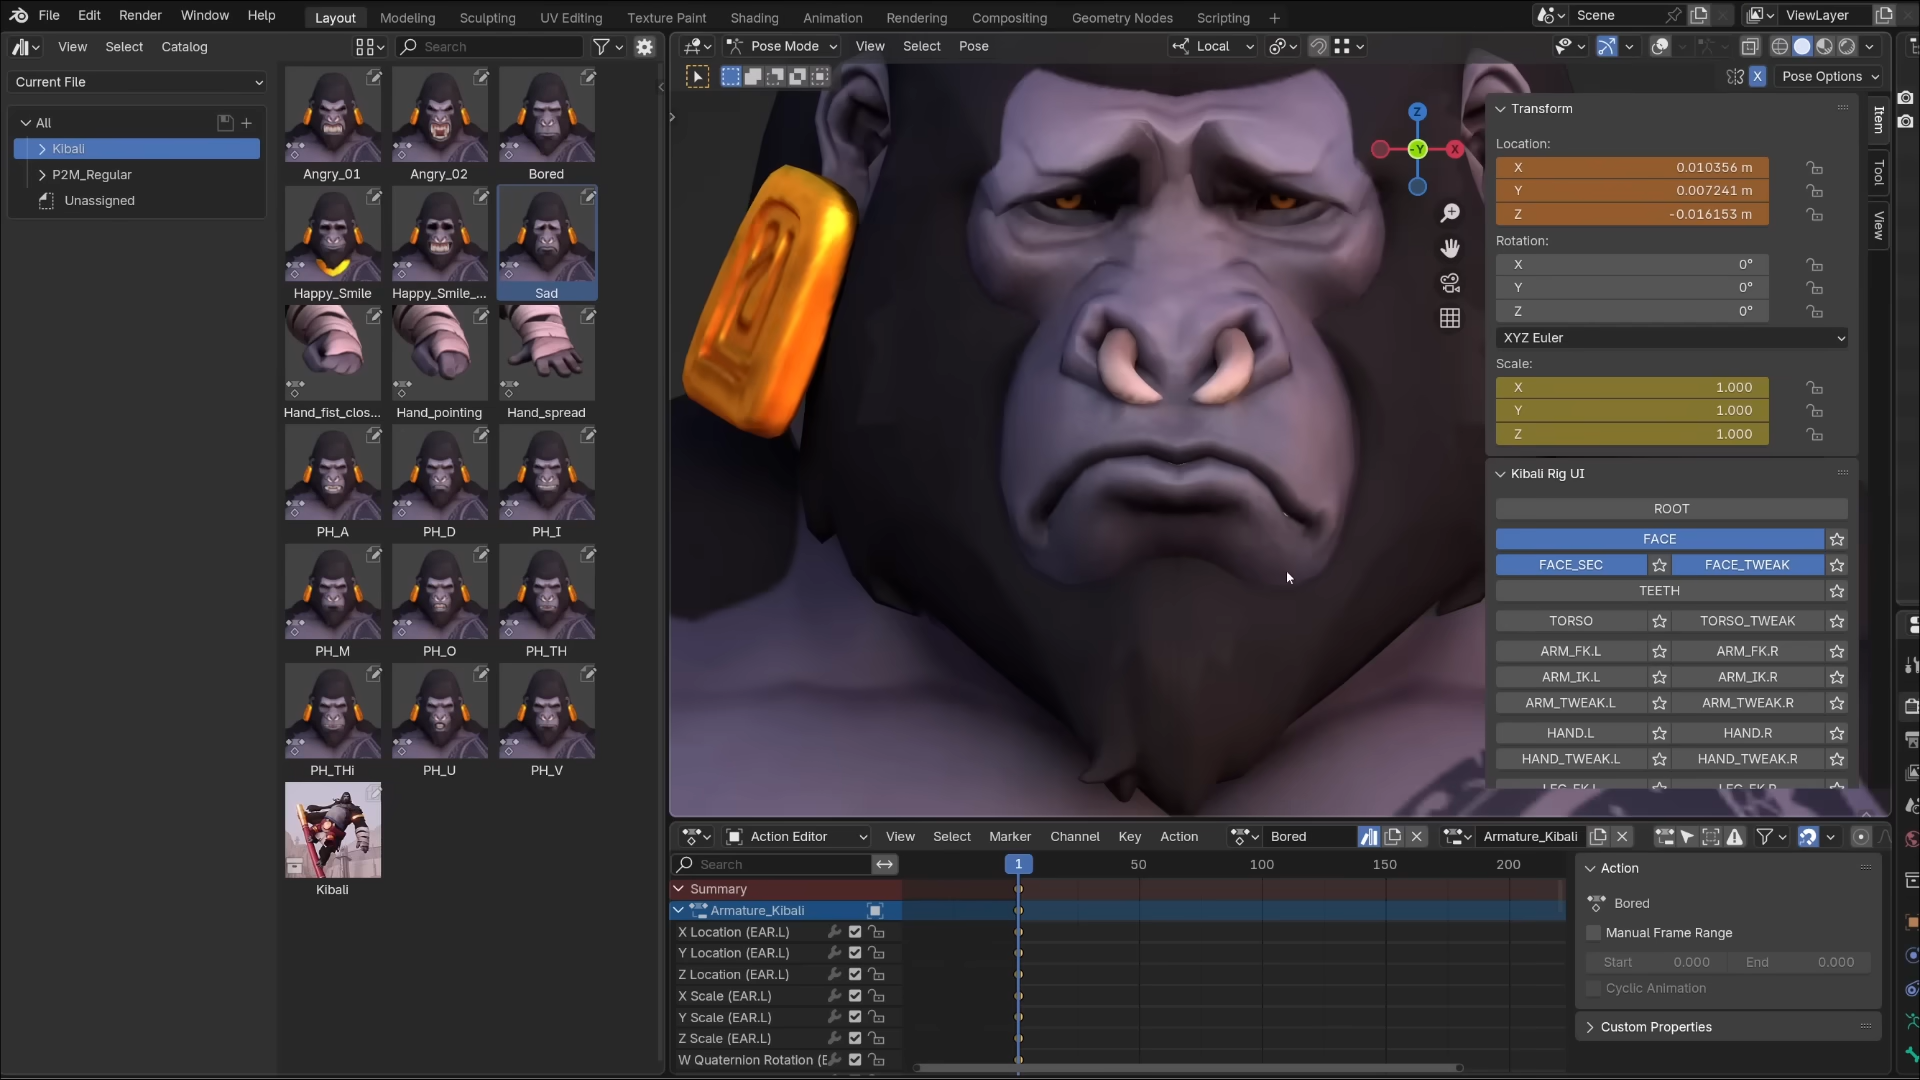 File Edit Render Window Help Layout Modeling Sculpting UV Editing Texture Paint Shading Animation Rendering Compositing Geometry Nodes Scripting + Scene ViewLayer
View Select Catalog Search
Pose Mode View Select Pose Local
Current File
X Pose Options
All
Kibali
P2M_Regular
Unassigned
Angry_01 Angry_02 Bored
Happy_Smile Happy_Smile_... Sad
Hand_fist_clos... Hand_pointing Hand_spread
PH_A PH_D PH_I
PH_M PH_O PH_TH
PH_THi PH_U PH_V
Kibali
Z
-Y X
Item
Tool
View
Transform
Location:
X 0.010356 m
Y 0.007241 m
Z -0.016153 m
Rotation:
X 0°
Y 0°
Z 0°
XYZ Euler
Scale:
X 1.000
Y 1.000
Z 1.000
Kibali Rig UI
ROOT
FACE
FACE_SEC FACE_TWEAK
TEETH
TORSO TORSO_TWEAK
ARM_FK.L ARM_FK.R
ARM_IK.L ARM_IK.R
ARM_TWEAK.L ARM_TWEAK.R
HAND.L HAND.R
HAND_TWEAK.L HAND_TWEAK.R
LEG_FK.L LEG_FK.R
Action Editor View Select Marker Channel Key Action Bored Armature_Kibali
Search 1 50 100 150 200
Summary
Armature_Kibali
X Location (EAR.L)
Y Location (EAR.L)
Z Location (EAR.L)
X Scale (EAR.L)
Y Scale (EAR.L)
Z Scale (EAR.L)
W Quaternion Rotation (E
Action
Bored
Manual Frame Range
Start 0.000 End 0.000
Cyclic Animation
Custom Properties